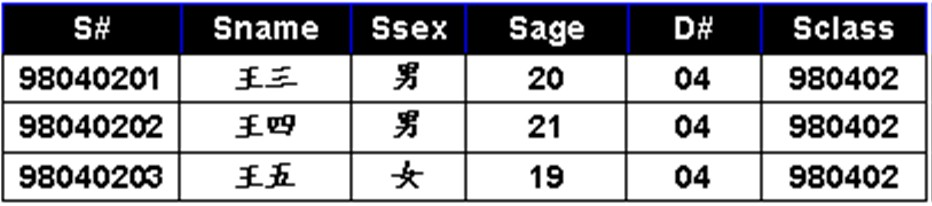 S# Sname Ssex Sage D# Sclass
98040201 王三 男 20 04 980402
98040202 王四 男 21 04 980402
98040203 王五 女 19 04 980402